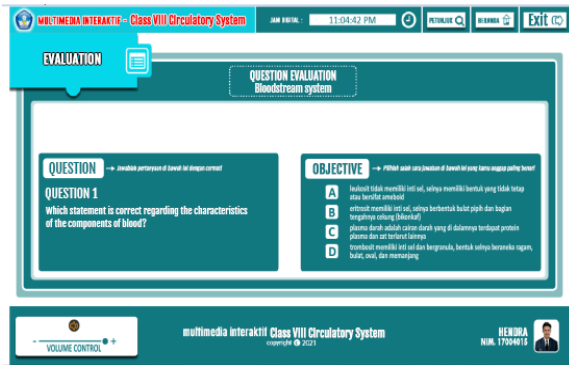 MULTIMEDIA INTERAKTIF - Class VIII Circulatory System
JAM DIGITAL :
11:04:42 PM
PETUNJUK
BERANDA
Exit
EVALUATION
QUESTION EVALUATION
Bloodstream system
QUESTION
Jawablah pertanyaan di bawah ini dengan correct!
QUESTION 1
Which statement is correct regarding the characteristics
of the components of blood?
OBJECTIVE
Pilihlah salah satu jawaban di bawah ini yang kamu anggap paling benar!
A
leukosit tidak memiliki inti sel, selnya memiliki bentuk yang tidak tetap
atau bersifat ameboid
B
eritrosit memiliki inti sel, selnya berbentuk bulat pipih dan bagian
tengahnya cekung (bikonkaf)
C
plasma darah adalah cairan darah yang di dalamnya terdapat protein
plasma dan zat terlarut lainnya
D
trombosit memiliki inti sel dan bergranula, bentuk selnya beraneka ragam,
bulat, oval, dan memanjang
- +
VOLUME CONTROL
multimedia interaktif Class VIII Circulatory System
copyright © 2021
HENDRA
NIM. 17004015